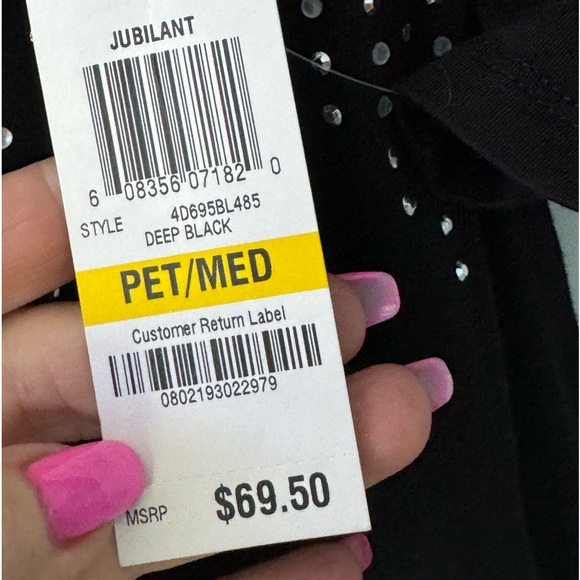 JUBILANT
6 08356 07182 0
STYLE 4D695BL485
DEEP BLACK
PET/MED
Customer Return Label
0802193022979
MSRP $69.50